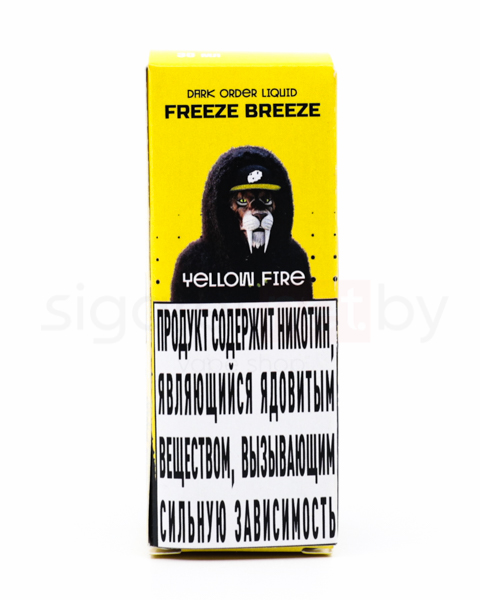 DARK ORDER LIQUID
FREEZE BREEZE
YELLOW FIRE
ПРОДУКТ СОДЕРЖИТ НИКОТИН,
ЯВЛЯЮЩИЙСЯ ЯДОВИТЫМ
ВЕЩЕСТВОМ, ВЫЗЫВАЮЩИМ
СИЛЬНУЮ ЗАВИСИМОСТЬ